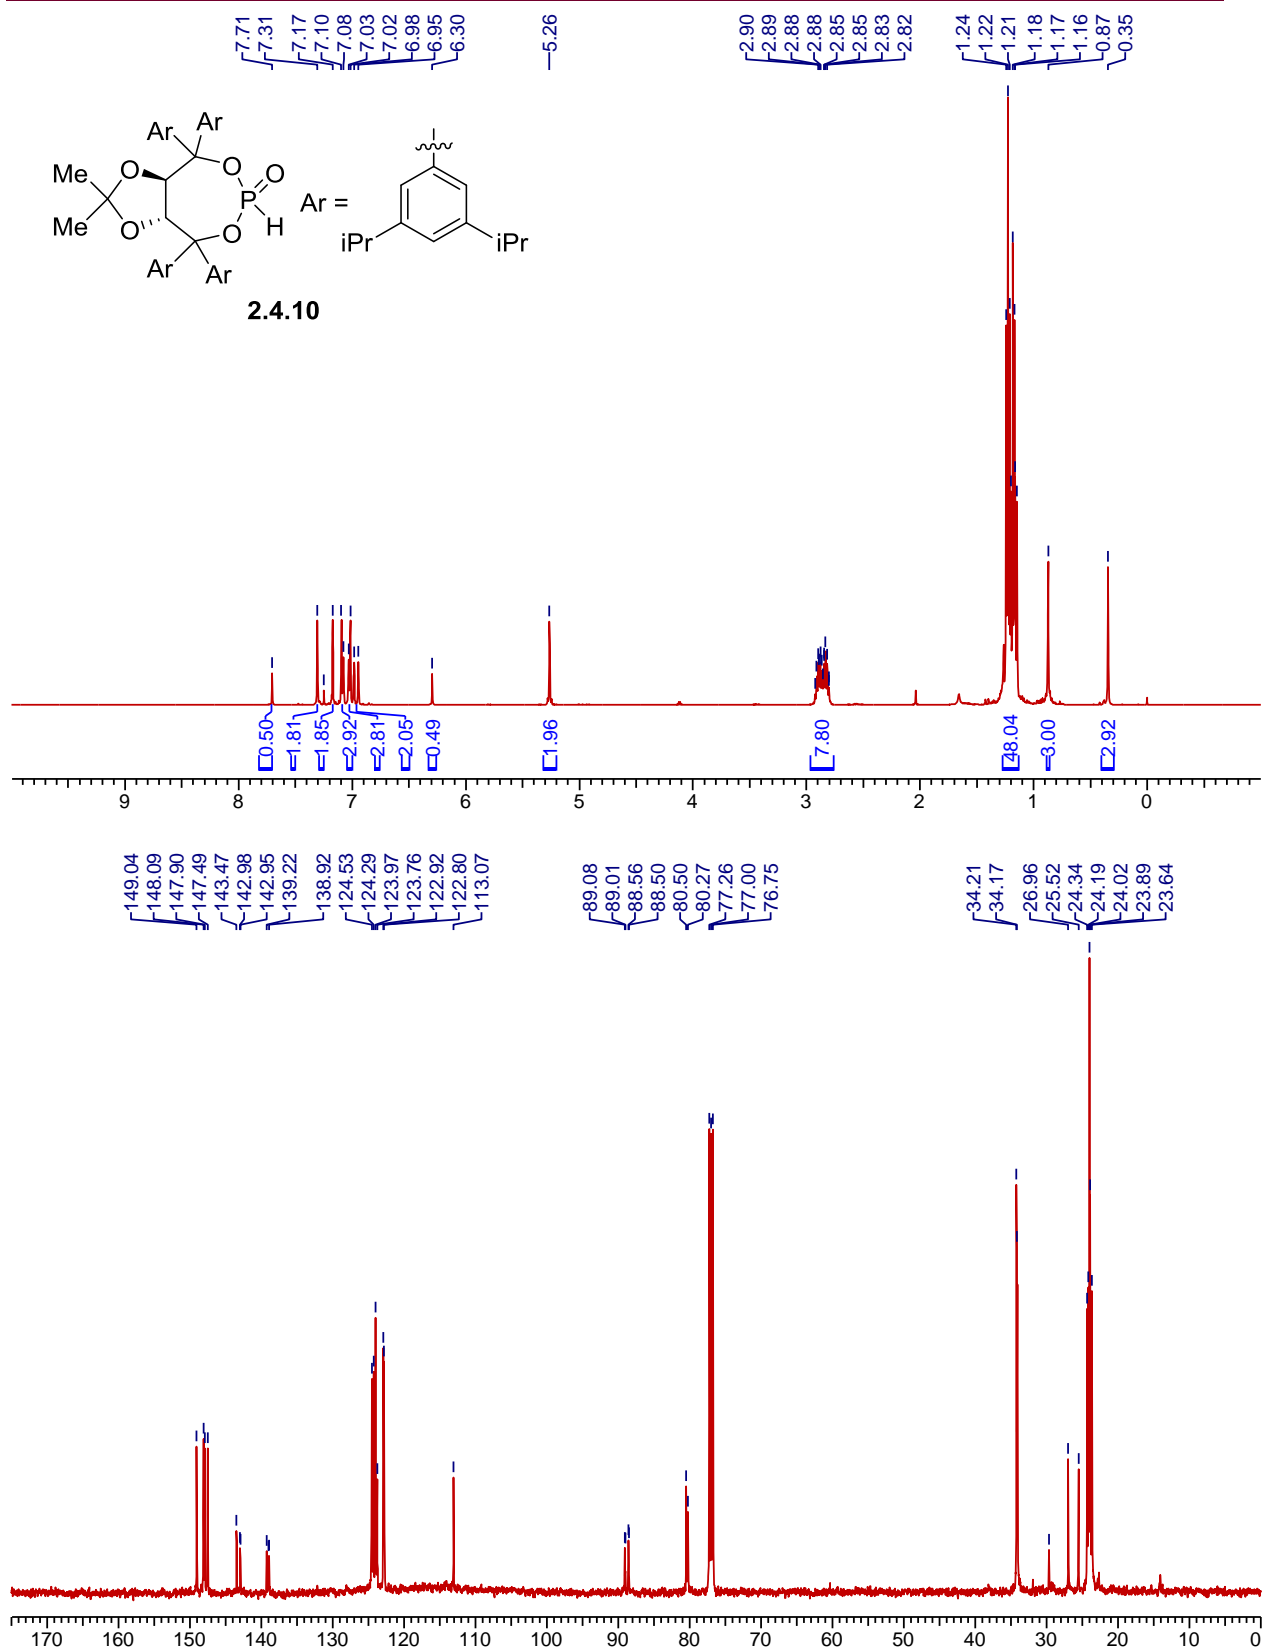 7.71 7.31 7.17 7.10 7.08 7.03 7.02 6.98 6.95 6.30 5.26 2.90 2.89 2.88 2.88 2.85 2.85 2.83 2.82 1.24 1.22 1.21 1.18 1.17 1.16 0.87 0.35
Ar Ar
Me O O O
P Ar =
Me O O H
iPr iPr
Ar Ar
2.4.10
0.50 1.81 1.85 2.92 2.81 2.05 0.49 1.96 7.80 48.04 3.00 2.92
9 8 7 6 5 4 3 2 1 0
149.04 148.09 147.90 147.49 143.47 142.98 142.95 139.22 138.92 124.53 124.29 123.97 123.76 122.92 122.80 113.07 89.08 89.01 88.56 88.50 80.50 80.27 77.26 77.00 76.75 34.21 34.17 26.96 25.52 24.34 24.19 24.02 23.89 23.64
170 160 150 140 130 120 110 100 90 80 70 60 50 40 30 20 10 0